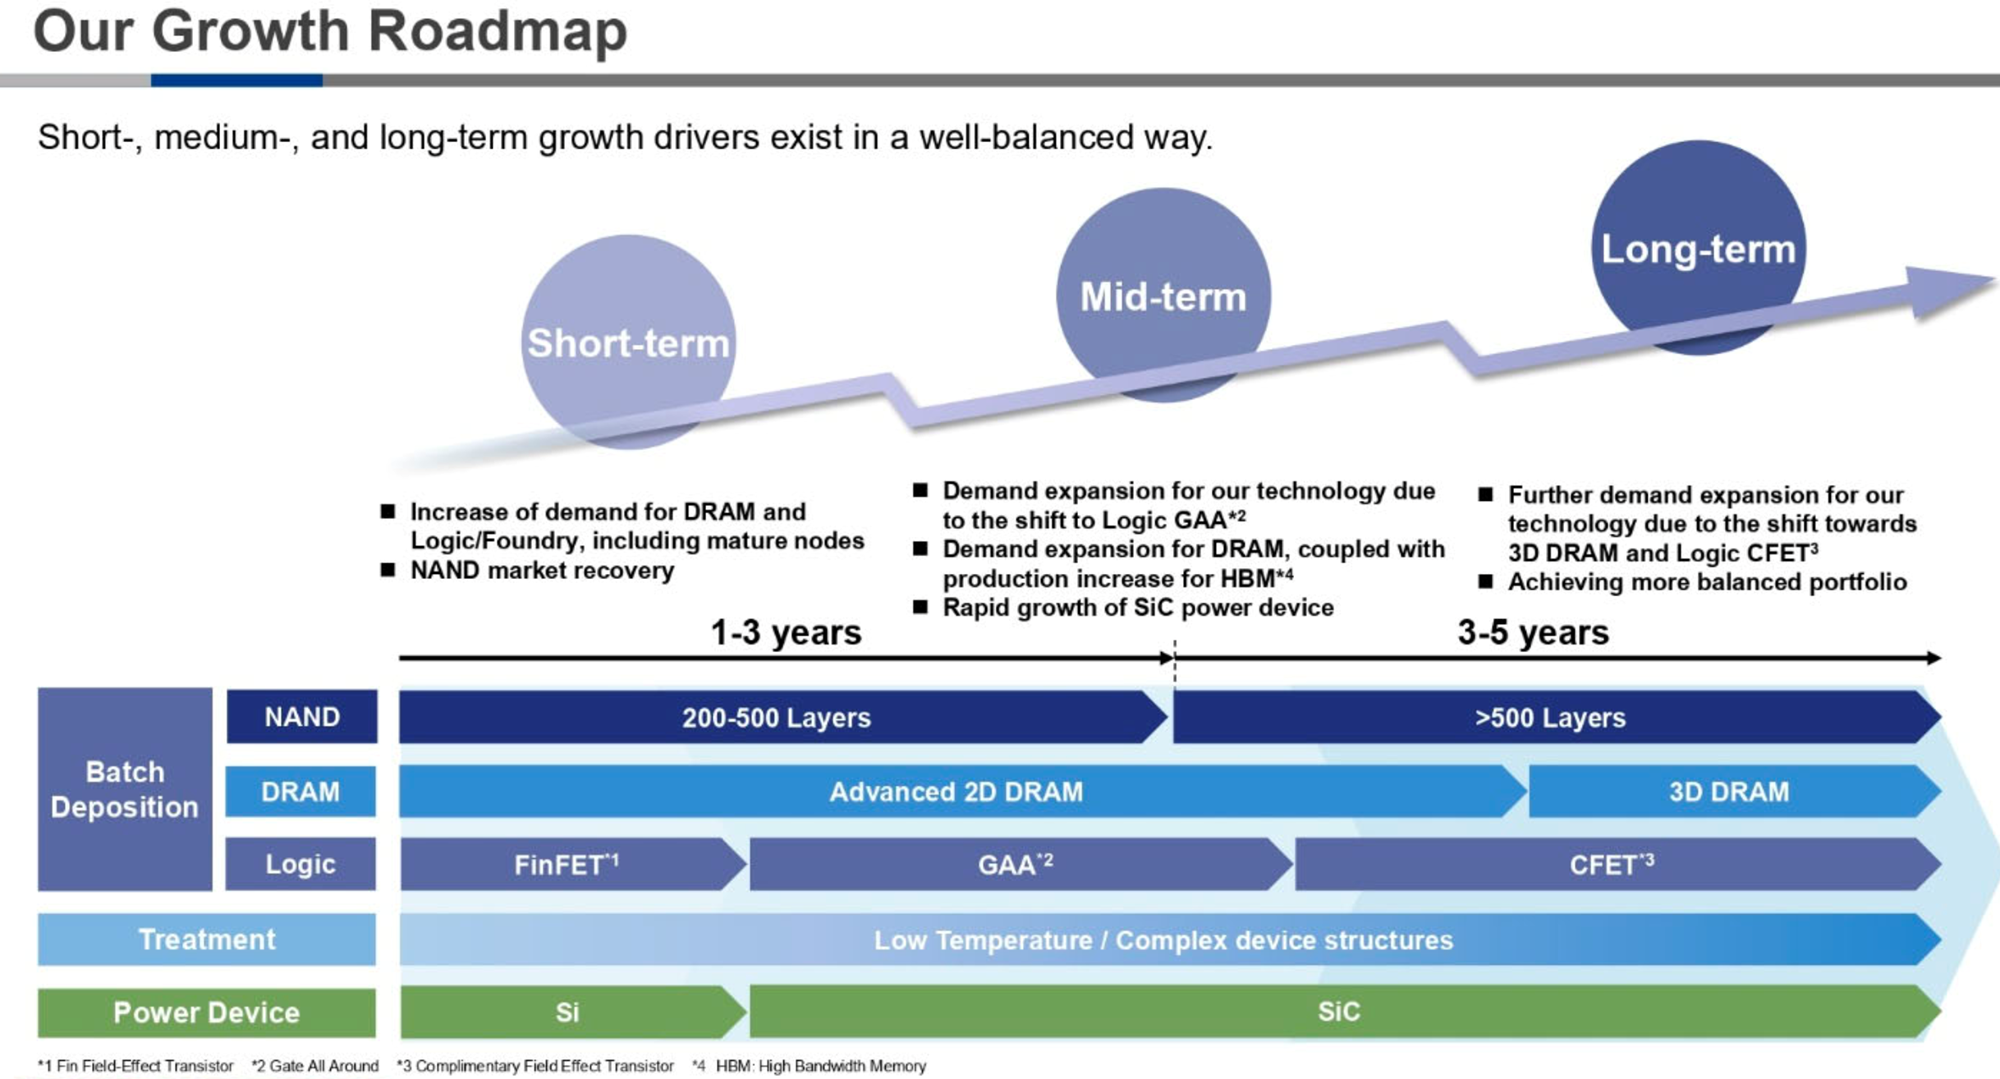 Our Growth Roadmap
Short-, medium-, and long-term growth drivers exist in a well-balanced way.
Short-term
Mid-term
Long-term
■ Increase of demand for DRAM and
Logic/Foundry, including mature nodes
■ NAND market recovery
■ Demand expansion for our technology due
to the shift to Logic GAA*2
■ Demand expansion for DRAM, coupled with
production increase for HBM*4
■ Rapid growth of SiC power device
■ Further demand expansion for our
technology due to the shift towards
3D DRAM and Logic CFET3
■ Achieving more balanced portfolio
1-3 years
3-5 years
Batch
Deposition
NAND
200-500 Layers
>500 Layers
DRAM
Advanced 2D DRAM
3D DRAM
Logic
FinFET*1
GAA*2
CFET*3
Treatment
Low Temperature / Complex device structures
Power Device
Si
SiC
*1 Fin Field-Effect Transistor *2 Gate All Around *3 Complimentary Field Effect Transistor *4 HBM: High Bandwidth Memory